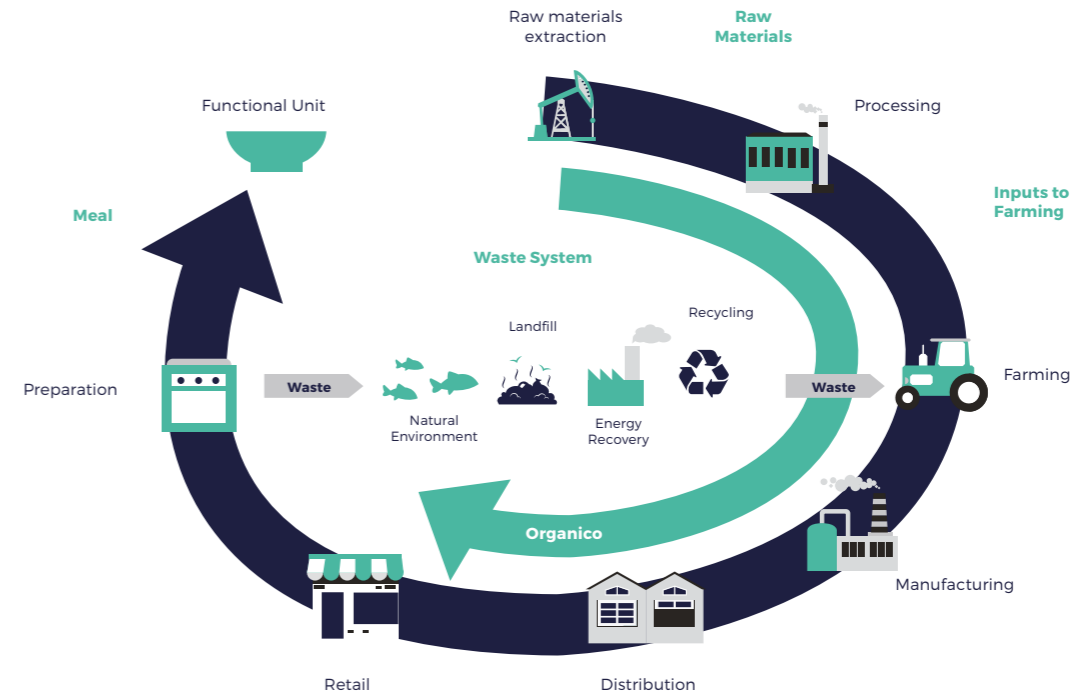 Raw materials
extraction
Raw
Materials
Functional Unit
Processing
Meal
Inputs to
Farming
Waste System
Landfill
Recycling
Preparation
Waste
Waste
Farming
Natural
Environment
Energy
Recovery
Organico
Manufacturing
Retail
Distribution